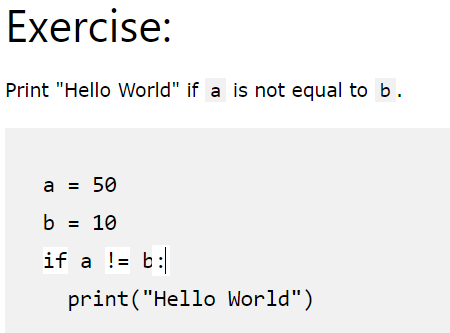 Exercise:
Print "Hello World" if a is not equal to b.
a = 50
b = 10
if a != b:
print("Hello World")